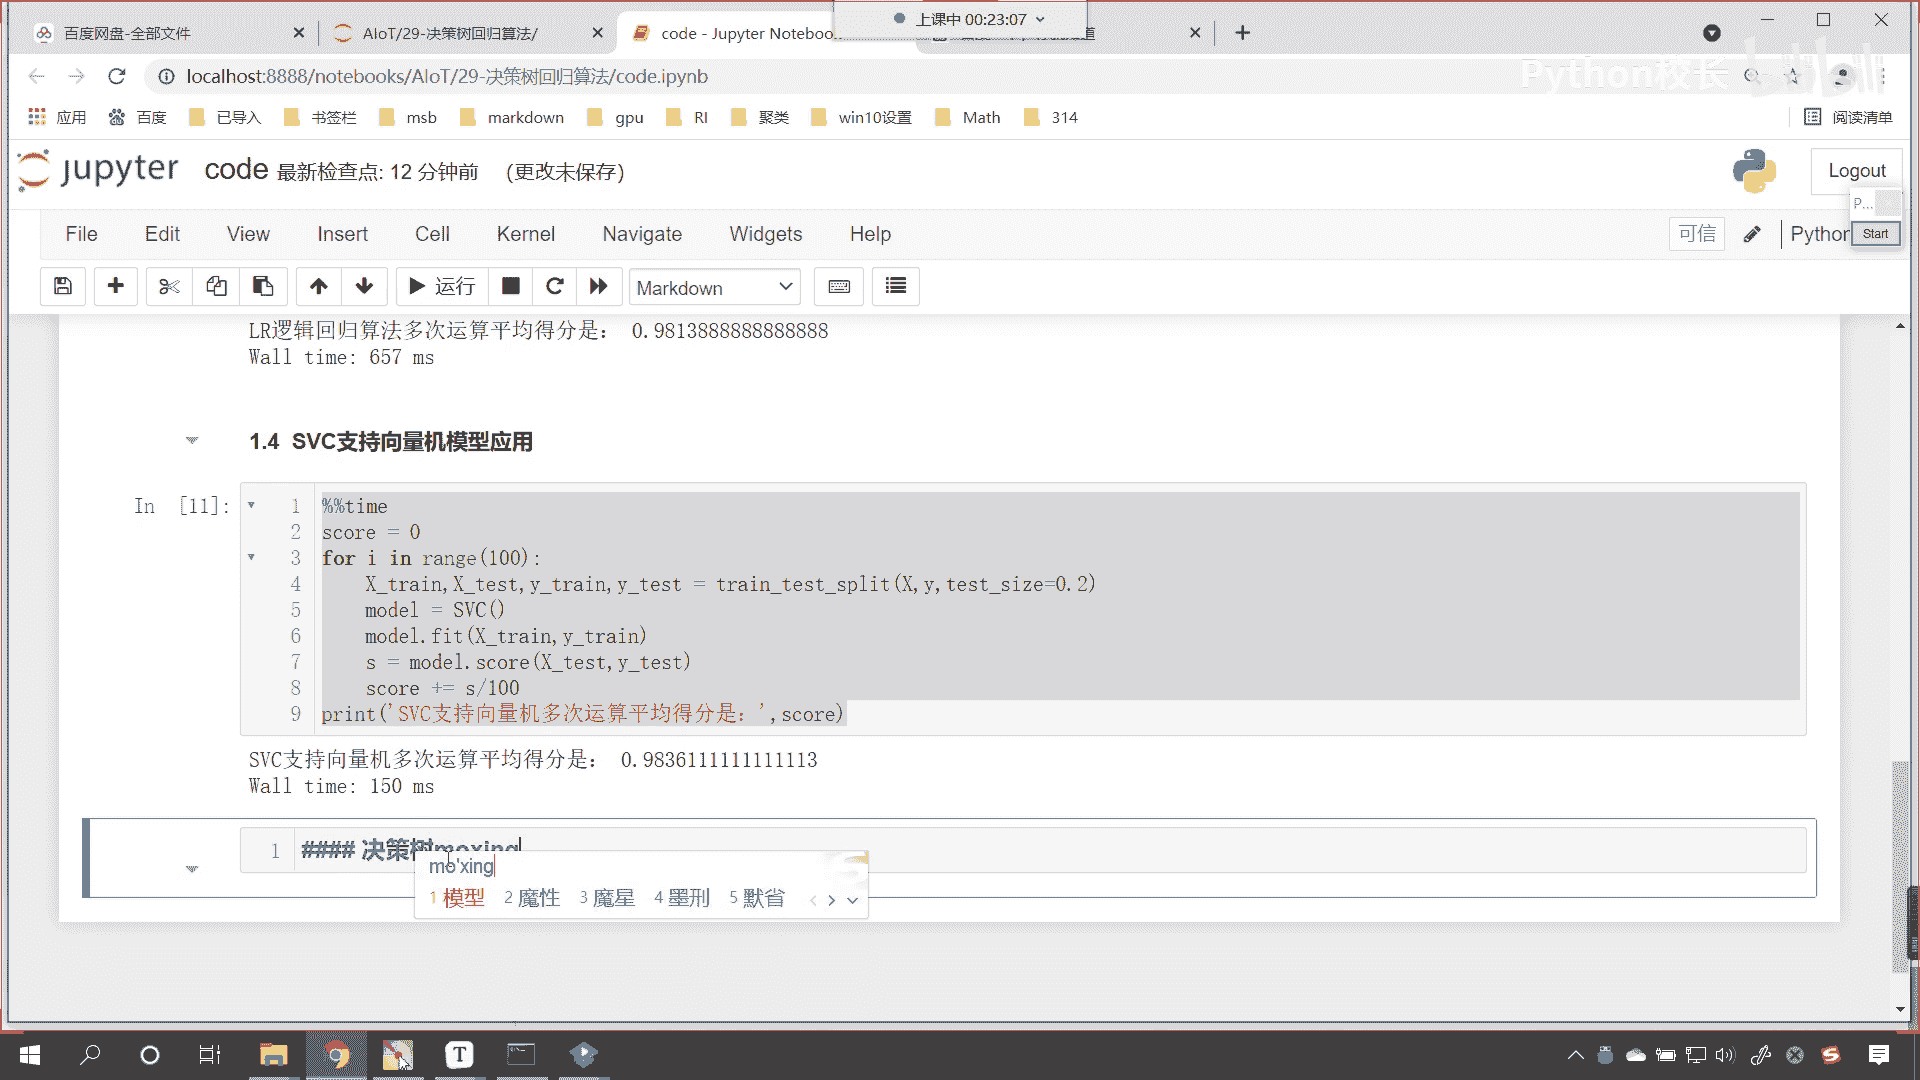 上课中 00:23:07
百度网盘-全部文件
AIoT/29-决策树回归算法/
code - Jupyter Noteboo
localhost:8888/notebooks/AIoT/29-决策树回归算法/code.ipynb
Python校长
bilibili
应用 百度 已导入 书签栏 msb markdown gpu RI 聚类 win10设置 Math 314 阅读清单
jupyter code 最新检查点: 12 分钟前 (更改未保存)
Logout
P...
Start
File Edit View Insert Cell Kernel Navigate Widgets Help 可信 Python
运行 Markdown
LR逻辑回归算法多次运算平均得分是: 0.9813888888888888
Wall time: 657 ms
1.4 SVC支持向量机模型应用
In [11]:
1 %%time
2 score = 0
3 for i in range(100):
4 X_train,X_test,y_train,y_test = train_test_split(X,y,test_size=0.2)
5 model = SVC()
6 model.fit(X_train,y_train)
7 s = model.score(X_test,y_test)
8 score += s/100
9 print('SVC支持向量机多次运算平均得分是: ',score)
SVC支持向量机多次运算平均得分是: 0.9836111111111113
Wall time: 150 ms
1 #### 决策树moxing
mo'xing
1 模型 2 魔性 3 魔星 4 墨刑 5 默省